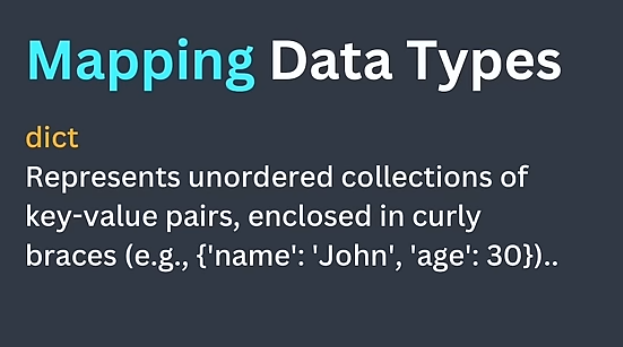 Mapping Data Types
dict
Represents unordered collections of
key-value pairs, enclosed in curly
braces (e.g., {'name': 'John', 'age': 30})..